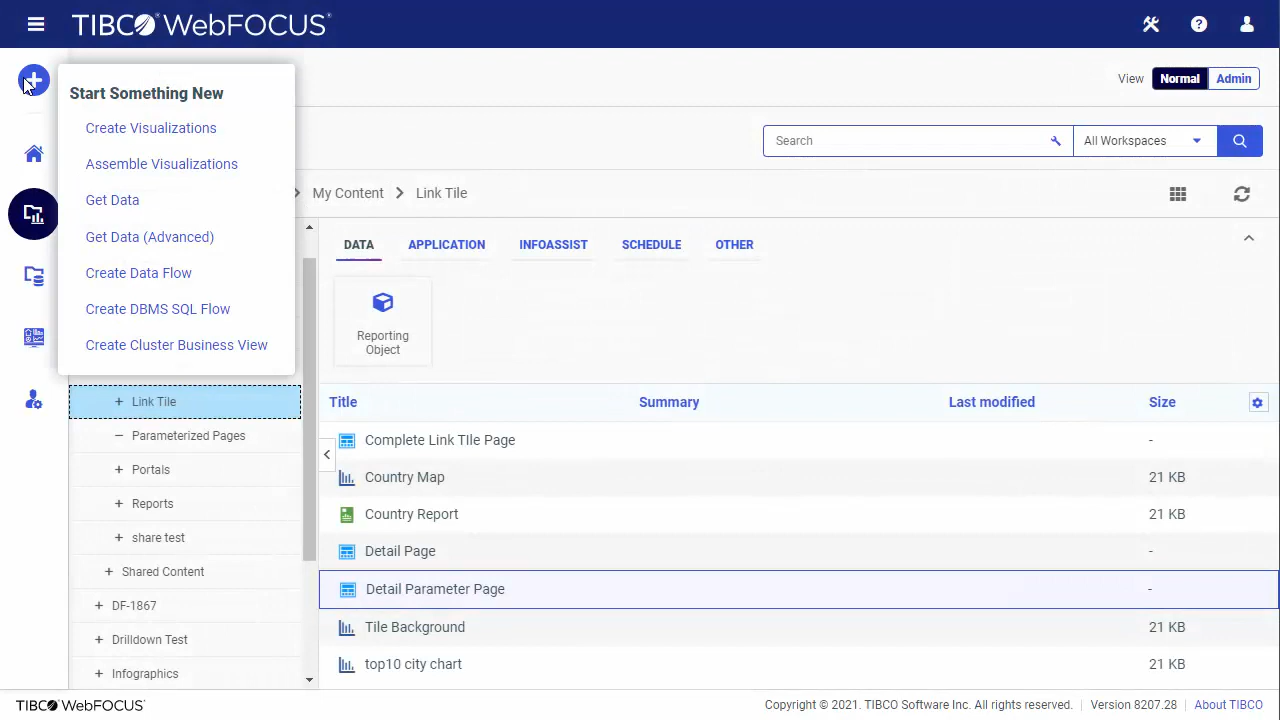 TIBCO WebFOCUS®
Start Something New
Create Visualizations
Assemble Visualizations
Get Data
Get Data (Advanced)
Create Data Flow
Create DBMS SQL Flow
Create Cluster Business View
View Normal Admin
Search All Workspaces
My Content > Link Tile
DATA APPLICATION INFOASSIST SCHEDULE OTHER
Reporting
Object
+ Link Tile
− Parameterized Pages
+ Portals
+ Reports
+ share test
+ Shared Content
+ DF-1867
+ Drilldown Test
+ Infographics
Title Summary Last modified Size
Complete Link TIle Page -
Country Map 21 KB
Country Report 21 KB
Detail Page -
Detail Parameter Page -
Tile Background 21 KB
top10 city chart 21 KB
TIBCO WebFOCUS®
Copyright © 2021. TIBCO Software Inc. All rights reserved. | Version 8207.28 | About TIBCO